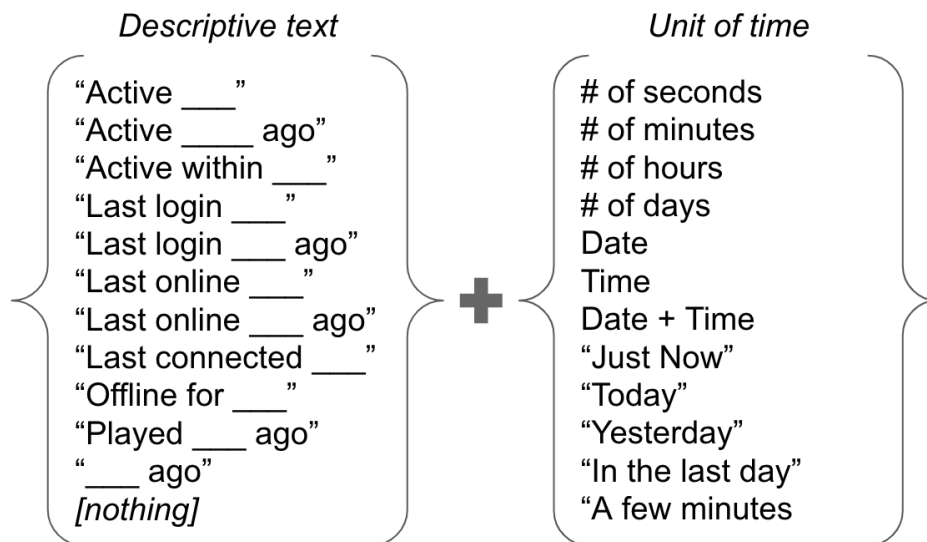 Descriptive text
“Active ___”
“Active ____ ago”
“Active within ___”
“Last login ___”
“Last login ___ ago”
“Last online ___”
“Last online ___ ago”
“Last connected ___”
“Offline for ___”
“Played ___ ago”
“___ ago”
[nothing]
Unit of time
# of seconds
# of minutes
# of hours
# of days
Date
Time
Date + Time
“Just Now”
“Today”
“Yesterday”
“In the last day”
“A few minutes